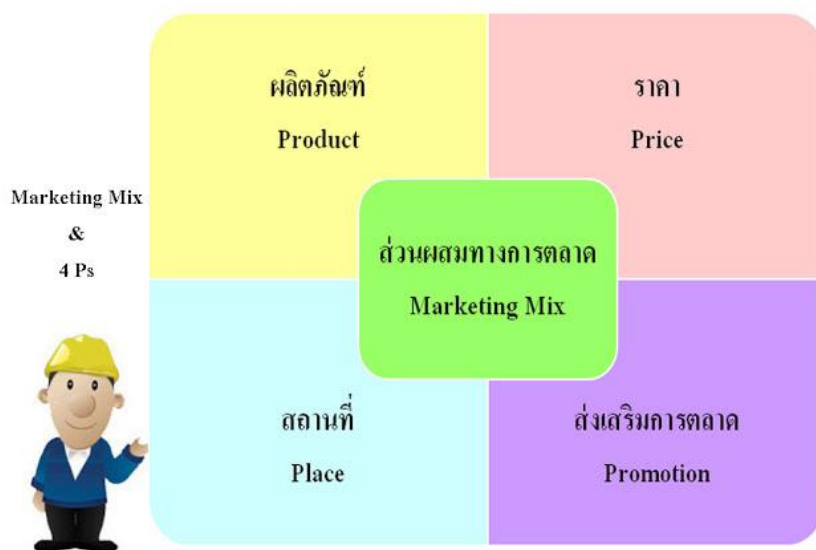 Marketing Mix
&
4 Ps
ผลิตภัณฑ์
Product
ราคา
Price
ส่วนผสมทางการตลาด
Marketing Mix
สถานที่
Place
ส่งเสริมการตลาด
Promotion